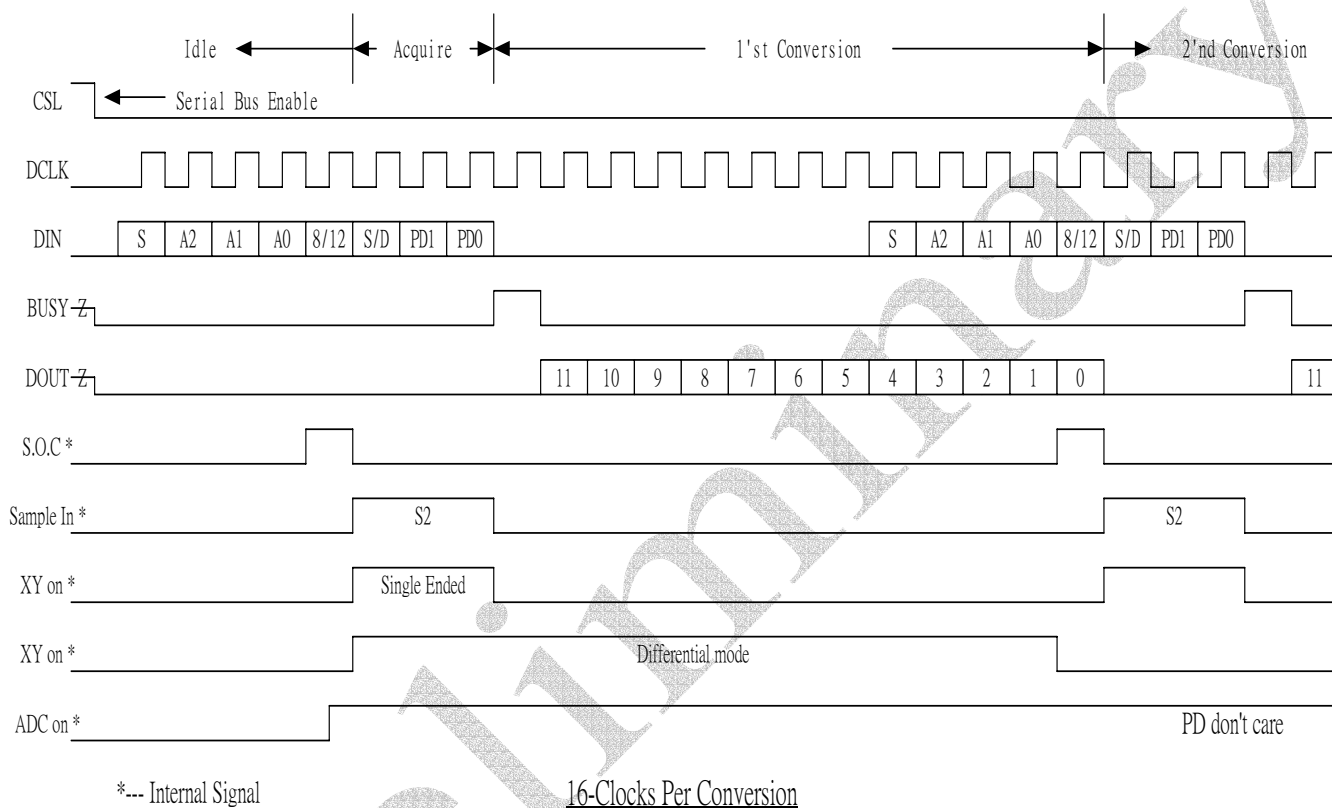 Idle Acquire 1'st Conversion 2'nd Conversion
CSL Serial Bus Enable
DCLK
DIN S A2 A1 A0 8/12 S/D PD1 PD0 S A2 A1 A0 8/12 S/D PD1 PD0
BUSY Z
DOUT Z 11 10 9 8 7 6 5 4 3 2 1 0 11
S.O.C *
Sample In * S2 S2
XY on * Single Ended
XY on * Differential mode
ADC on * PD don't care
*--- Internal Signal 16-Clocks Per Conversion